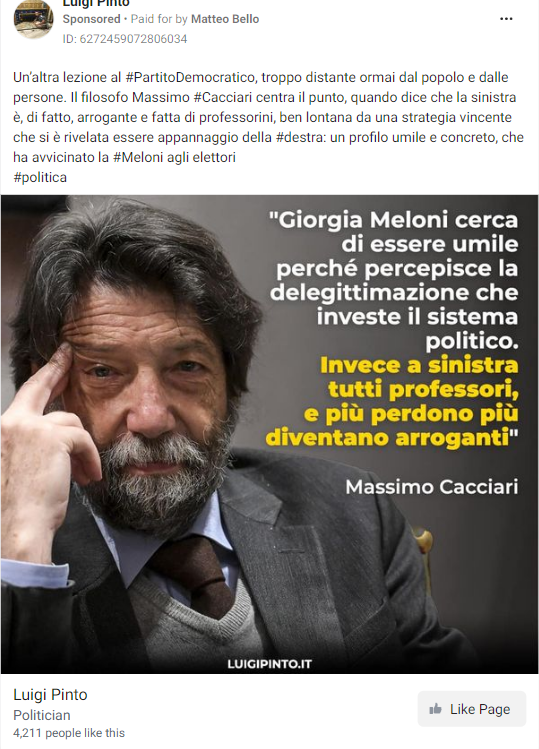 Luigi Pinto
Sponsored • Paid for by Matteo Bello
ID: 6272459072806034
Un'altra lezione al #PartitoDemocratico, troppo distante ormai dal popolo e dalle
persone. Il filosofo Massimo #Cacciari centra il punto, quando dice che la sinistra
è, di fatto, arrogante e fatta di professorini, ben lontana da una strategia vincente
che si è rivelata essere appannaggio della #destra: un profilo umile e concreto, che
ha avvicinato la #Meloni agli elettori
#politica
"Giorgia Meloni cerca
di essere umile
perché percepisce la
delegittimazione che
investe il sistema
politico.
Invece a sinistra
tutti professori,
e più perdono più
diventano arroganti"
Massimo Cacciari
LUIGIPINTO.IT
Luigi Pinto
Politician
4,211 people like this
Like Page